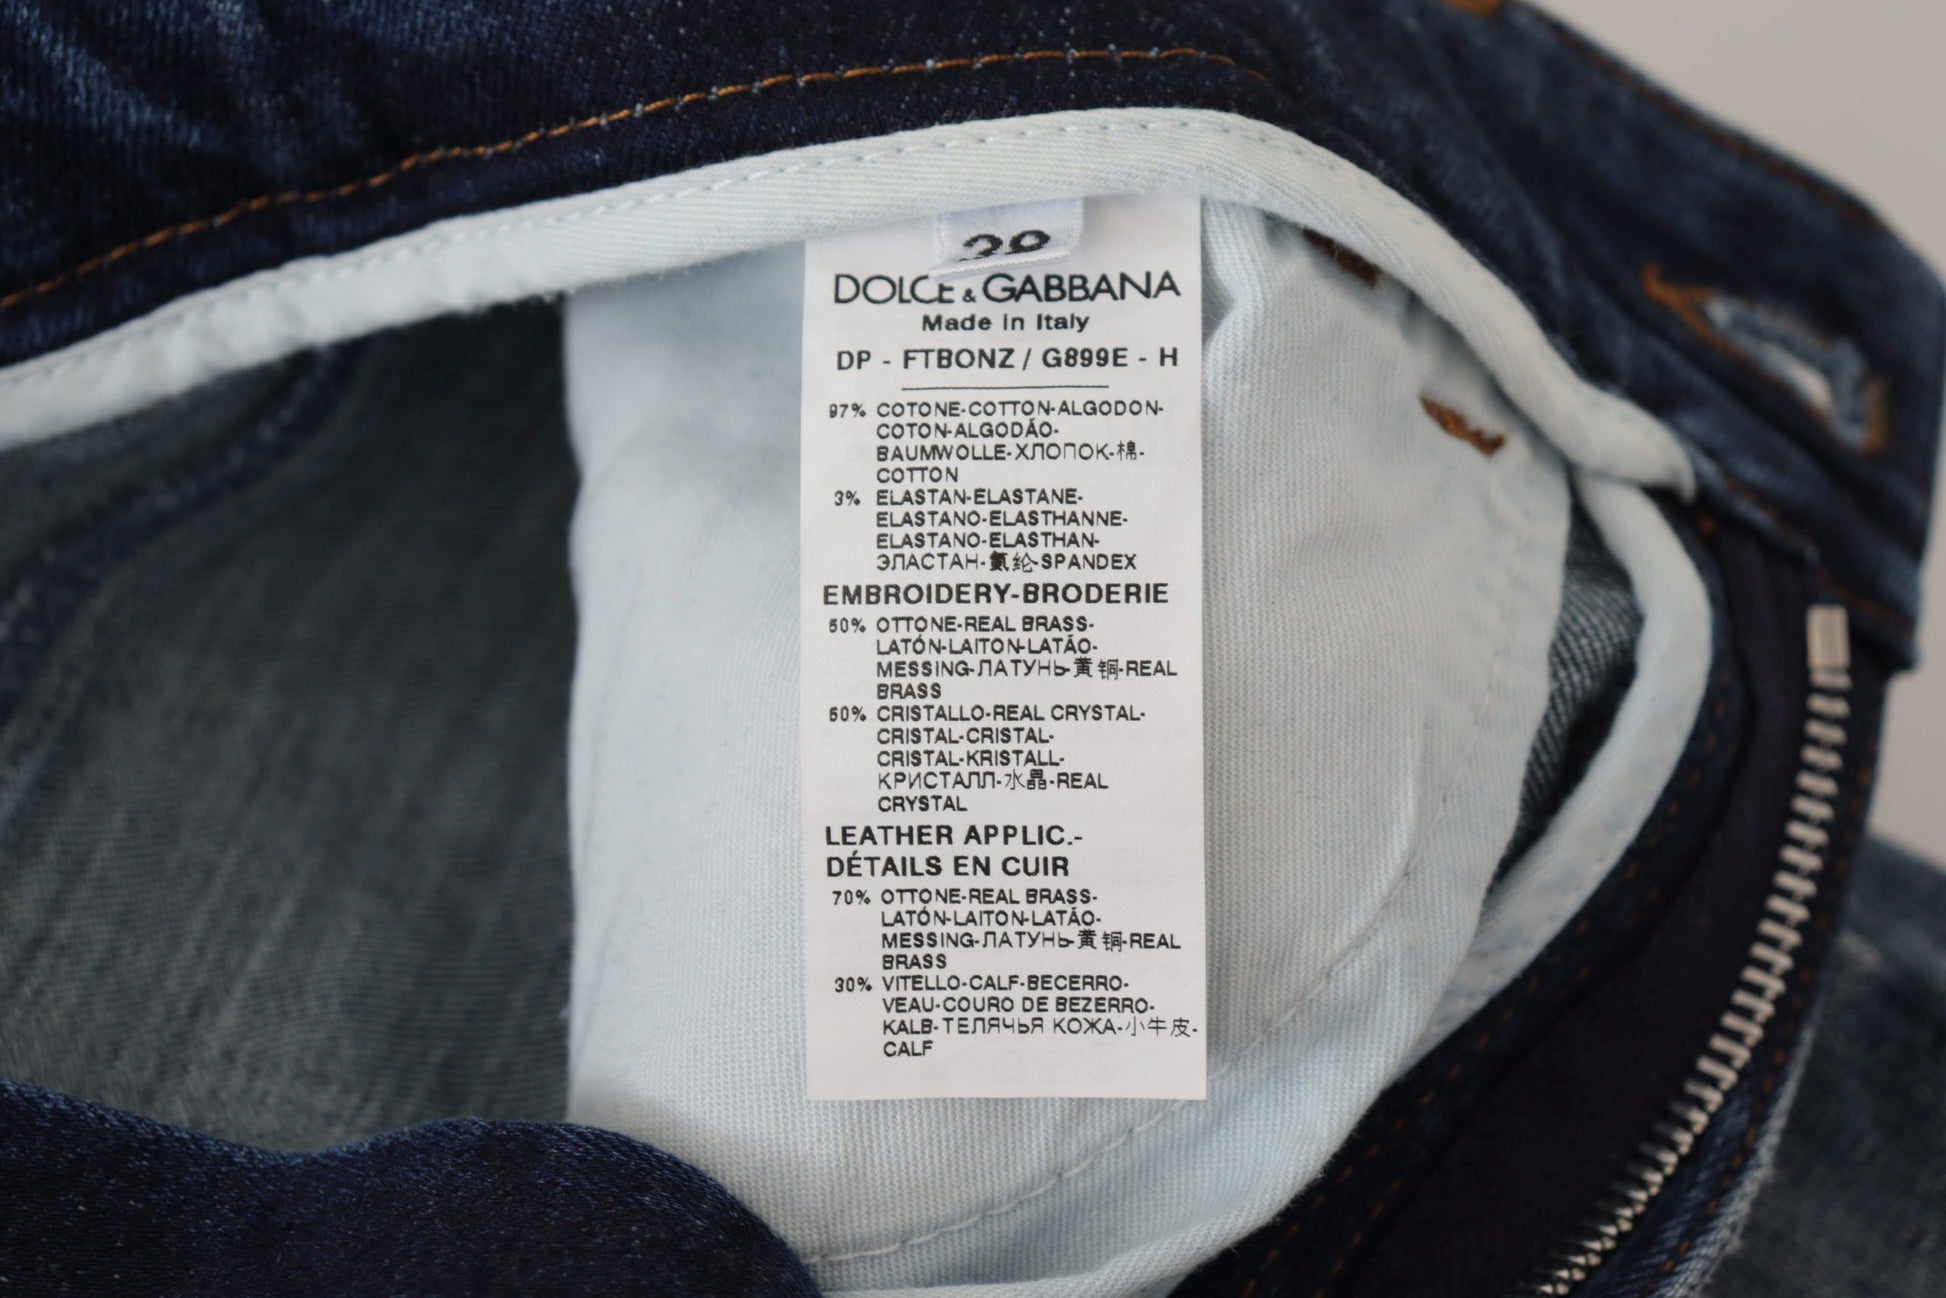 DOLCE & GABBANA
Made in Italy
DP - FTBONZ / G899E - H
97% COTONE-COTTON-ALGODON-
COTON-ALGODÃO-
BAUMWOLLE-ХЛОПОК-棉-
COTTON
3% ELASTAN-ELASTANE-
ELASTANO-ELASTHANNE-
ELASTANO-ELASTHAN-
ЭЛАСТАН-氨纶-SPANDEX
EMBROIDERY-BRODERIE
50% OTTONE-REAL BRASS-
LATÓN-LAITON-LATÃO-
MESSING-ЛАТУНЬ-黄铜-REAL
BRASS
50% CRISTALLO-REAL CRYSTAL-
CRISTAL-CRISTAL-
CRISTAL-KRISTALL-
КРИСТАЛЛ-水晶-REAL
CRYSTAL
LEATHER APPLIC.-
DÉTAILS EN CUIR
70% OTTONE-REAL BRASS-
LATÓN-LAITON-LATÃO-
MESSING-ЛАТУНЬ-黄铜-REAL
BRASS
30% VITELLO-CALF-BECERRO-
VEAU-COURO DE BEZERRO-
KALB-ТЕЛЯЧЬЯ КОЖА-小牛皮-
CALF